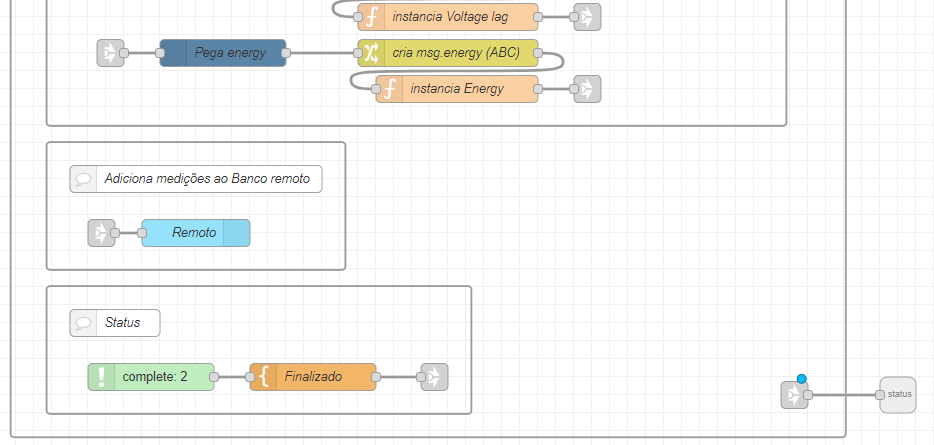 instancia Voltage lag
Pega energy
cria msg.energy (ABC)
instancia Energy
Adiciona medições ao Banco remoto
Remoto
Status
complete: 2
Finalizado
status